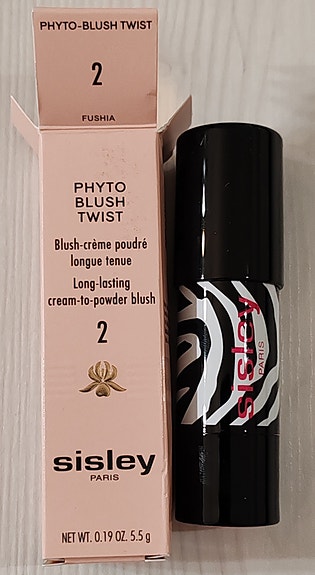 PHYTO-BLUSH TWIST
2
FUSHIA
PHYTO
BLUSH
TWIST
Blush-crème poudré
longue tenue
Long-lasting
cream-to-powder blush
2
sisley
PARIS
NET WT. 0.19 OZ. 5.5 g
sisley
PARIS